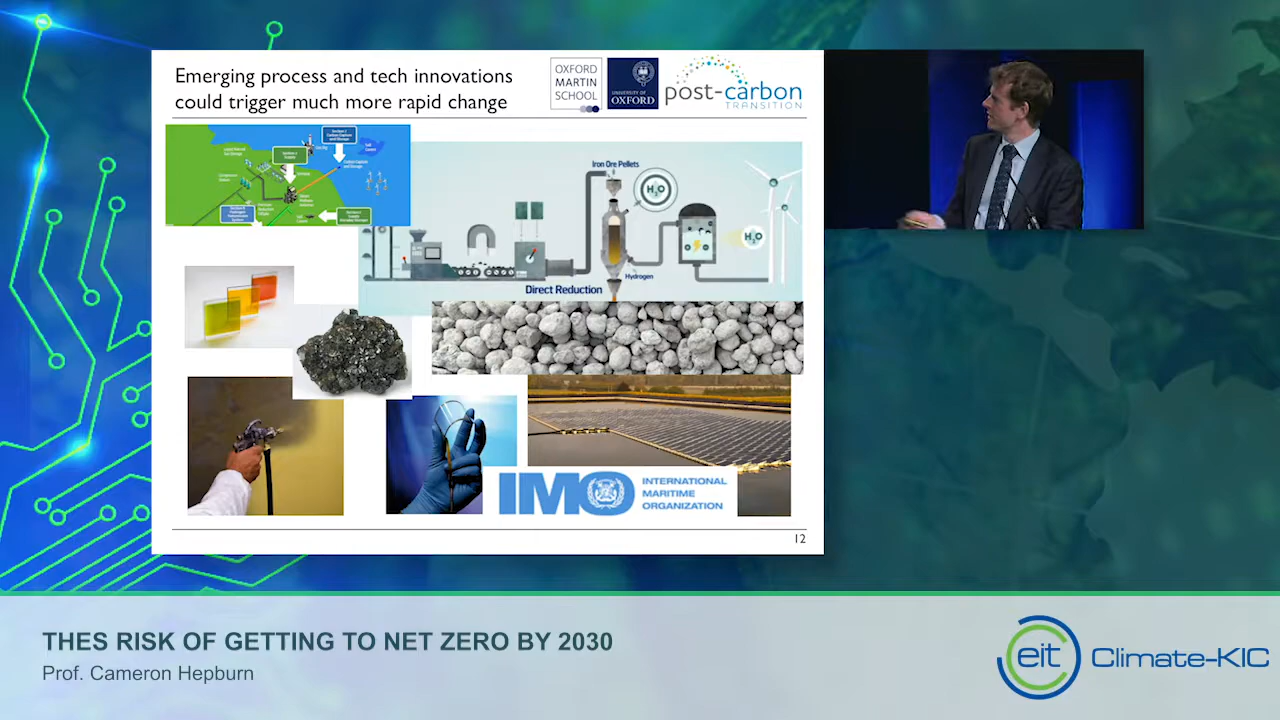 Emerging process and tech innovations
could trigger much more rapid change
OXFORD
MARTIN
SCHOOL
UNIVERSITY OF
OXFORD
post-carbon
TRANSITION
Iron Ore Pellets
H₂O
H₂O
Hydrogen
Direct Reduction
IMO
INTERNATIONAL
MARITIME
ORGANIZATION
12
THES RISK OF GETTING TO NET ZERO BY 2030
Prof. Cameron Hepburn
eit
Climate-KIC